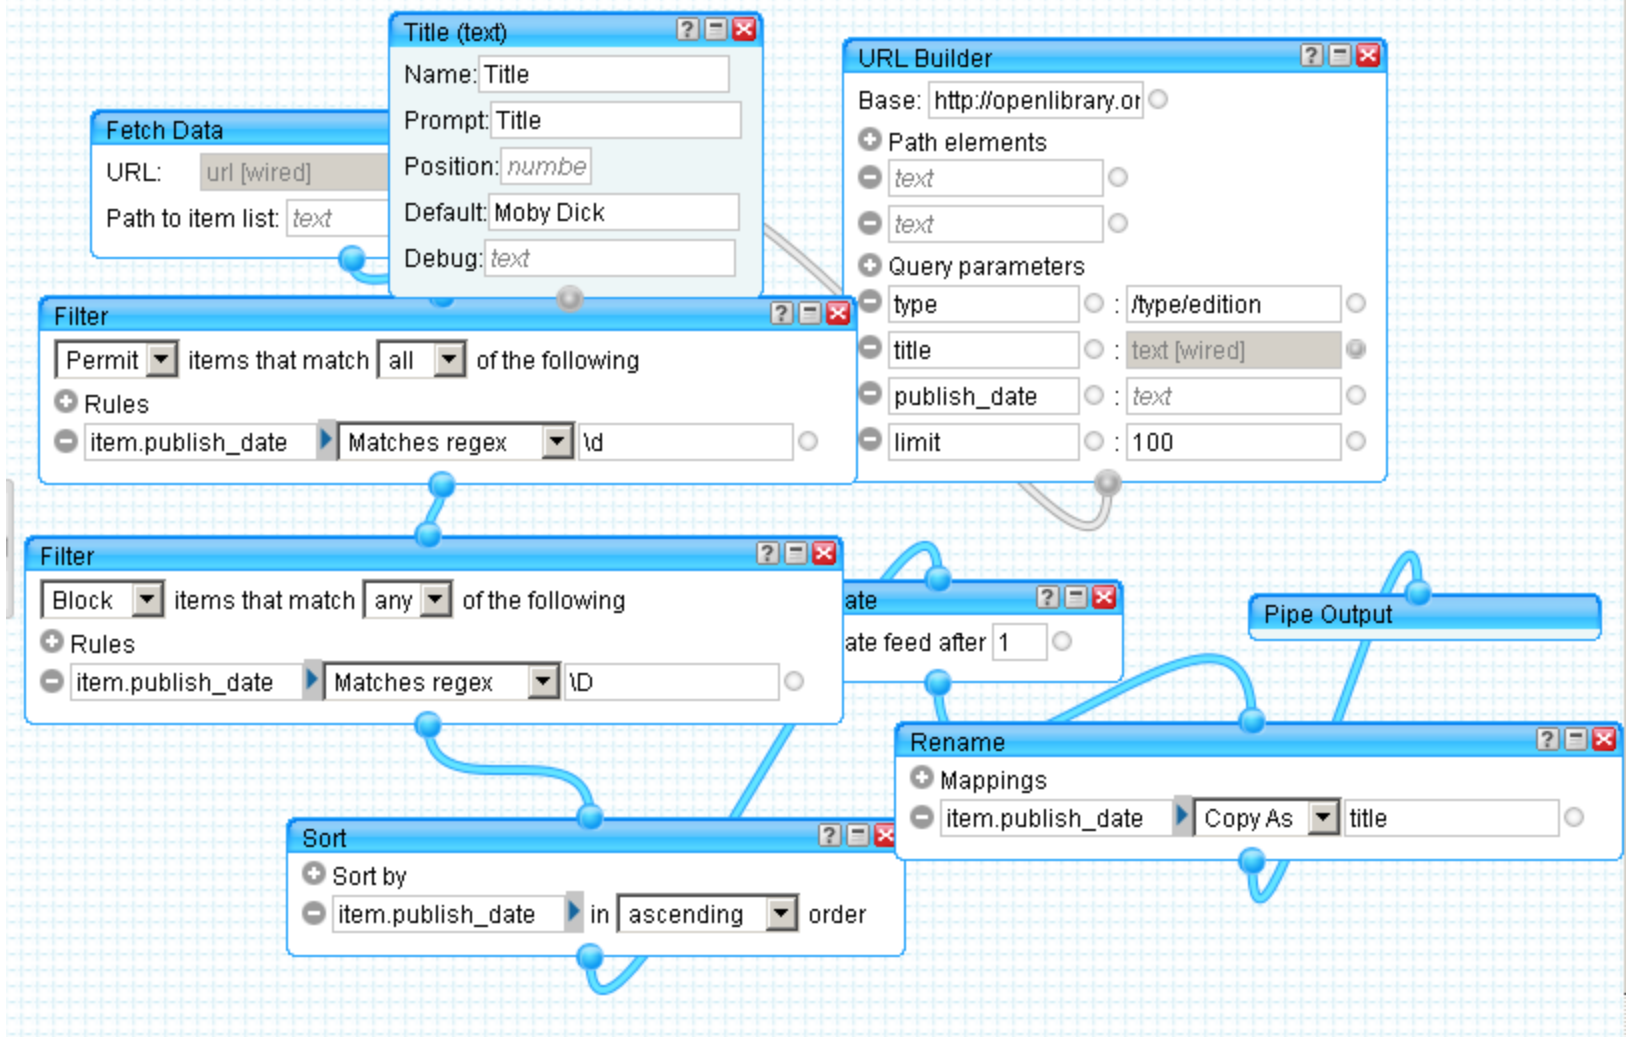 Title (text)
Name: Title
Prompt: Title
Position: numbe
Default: Moby Dick
Debug: text
Fetch Data
URL: url [wired]
Path to item list: text
URL Builder
Base: http://openlibrary.or
Path elements
text
text
Query parameters
type : /type/edition
title : text [wired]
publish_date : text
limit : 100
Filter
Permit items that match all of the following
Rules
item.publish_date Matches regex \d
Filter
Block items that match any of the following
Rules
item.publish_date Matches regex \D
ate
ate feed after 1
Pipe Output
Rename
Mappings
item.publish_date Copy As title
Sort
Sort by
item.publish_date in ascending order